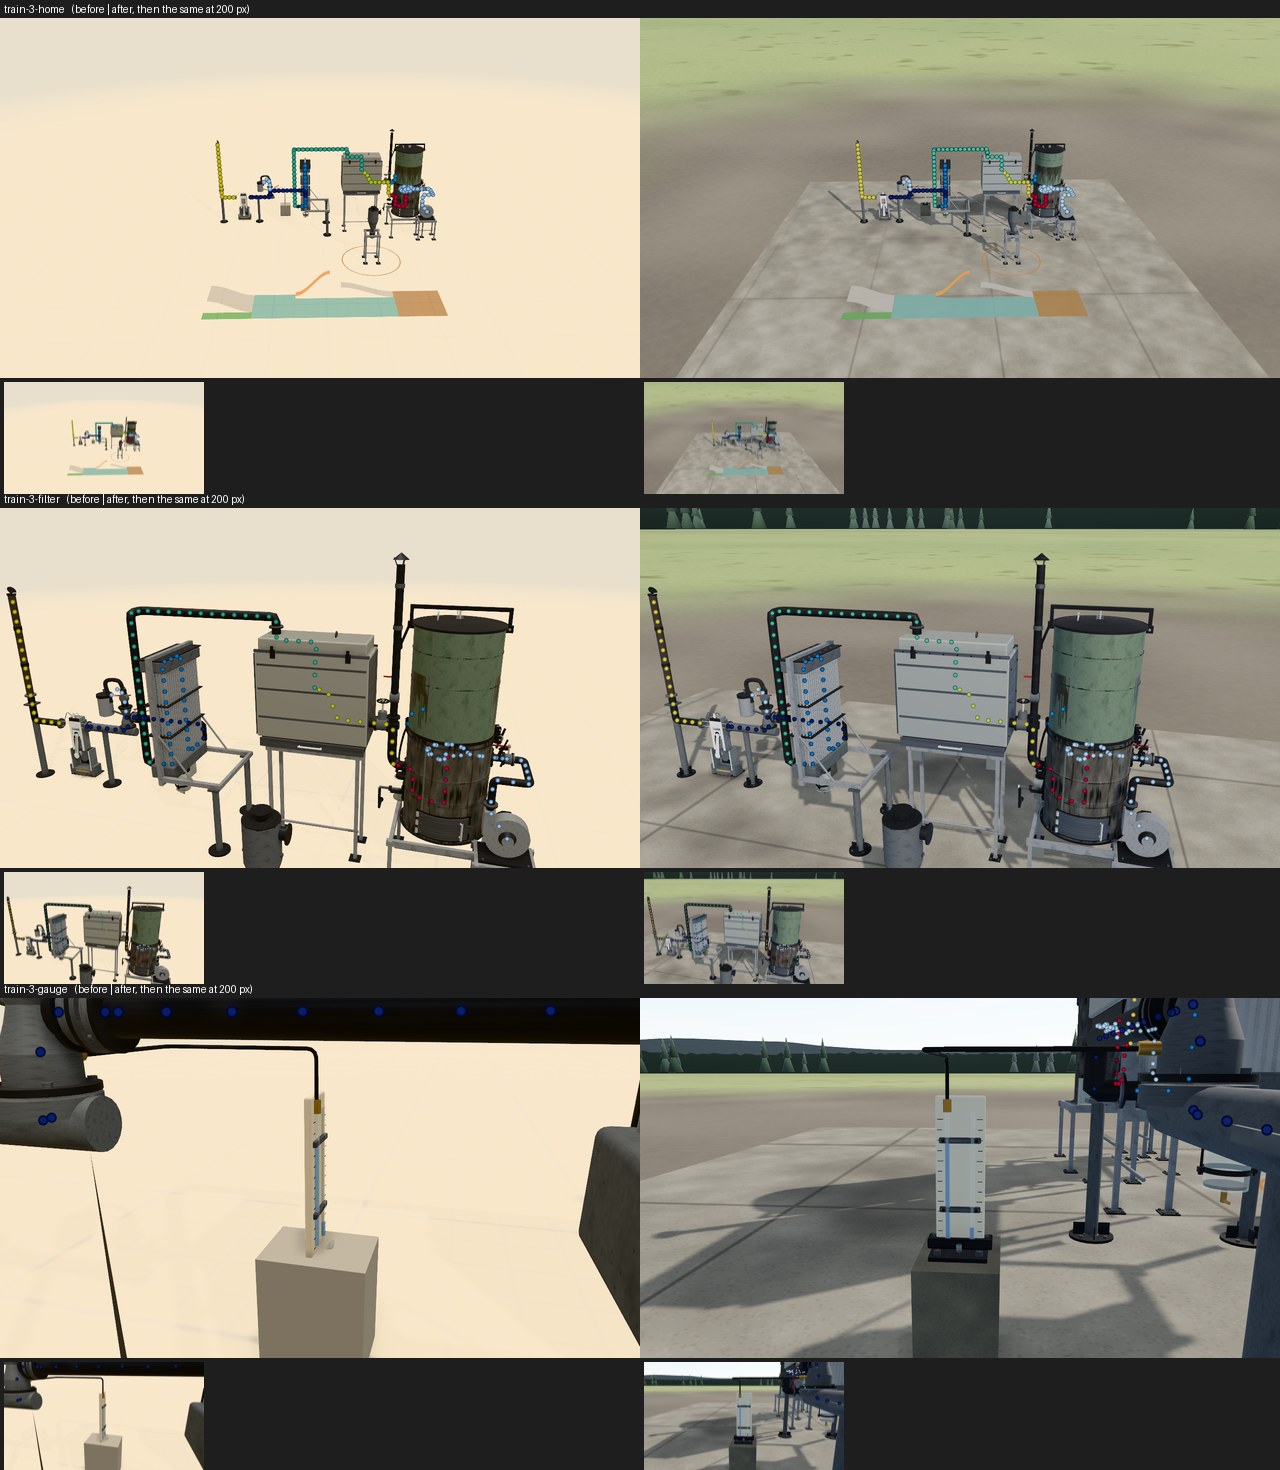 train-3-home (before | after, then the same at 200 px)
train-3-filter (before | after, then the same at 200 px)
train-3-gauge (before | after, then the same at 200 px)